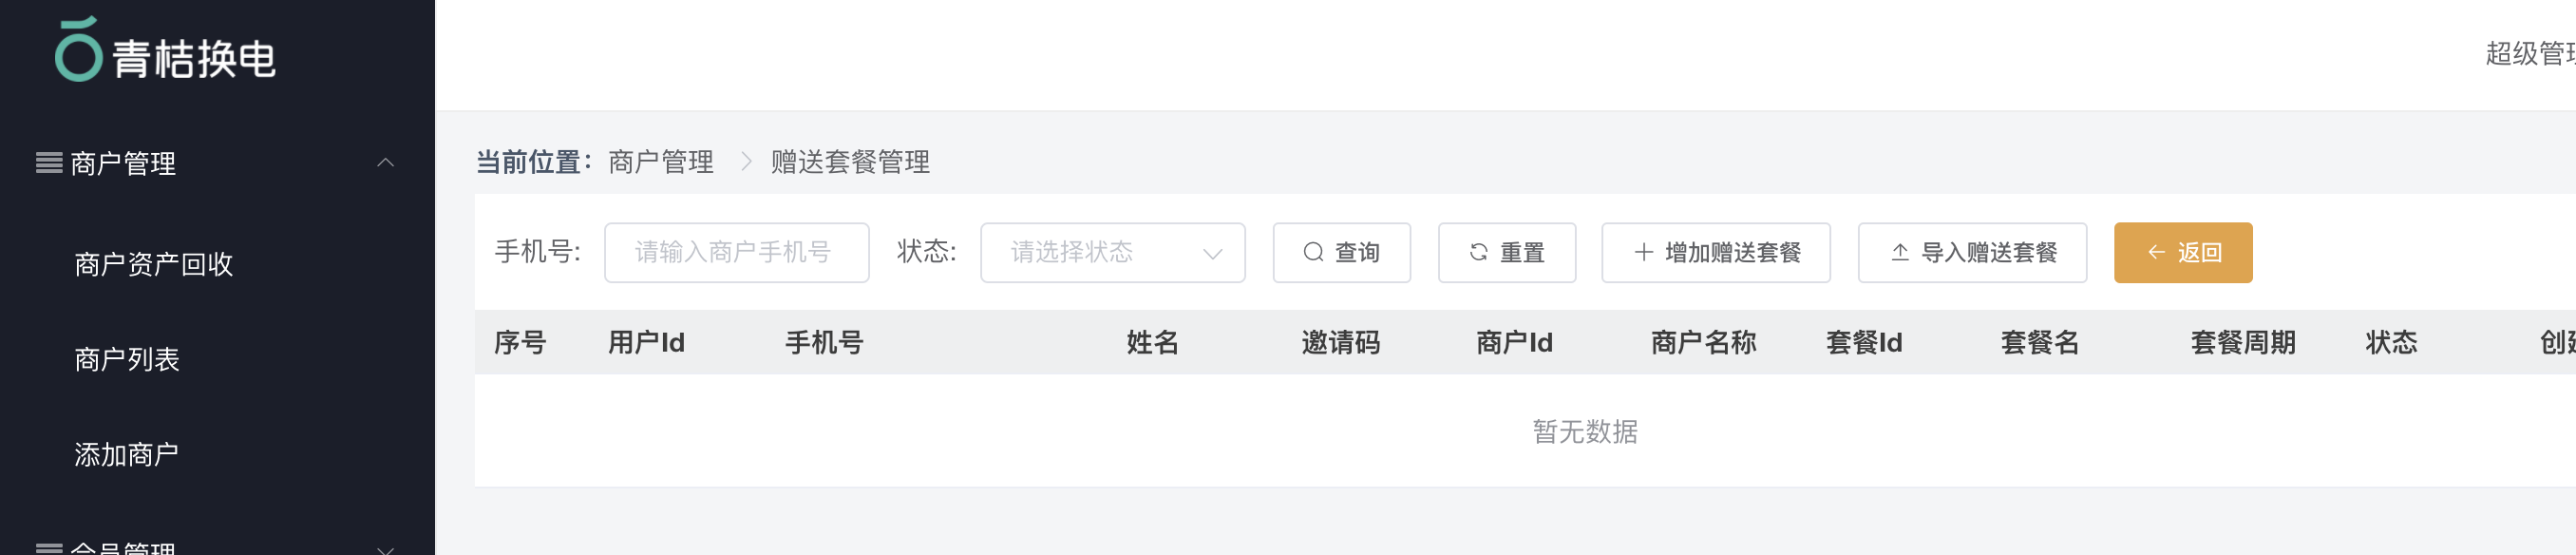 青桔换电
超级管理
商户管理
商户资产回收
商户列表
添加商户
会员管理
当前位置： 商户管理 > 赠送套餐管理
手机号: 请输入商户手机号 状态: 请选择状态 查询 重置 增加赠送套餐 导入赠送套餐 返回
序号 用户Id 手机号 姓名 邀请码 商户Id 商户名称 套餐Id 套餐名 套餐周期 状态
暂无数据